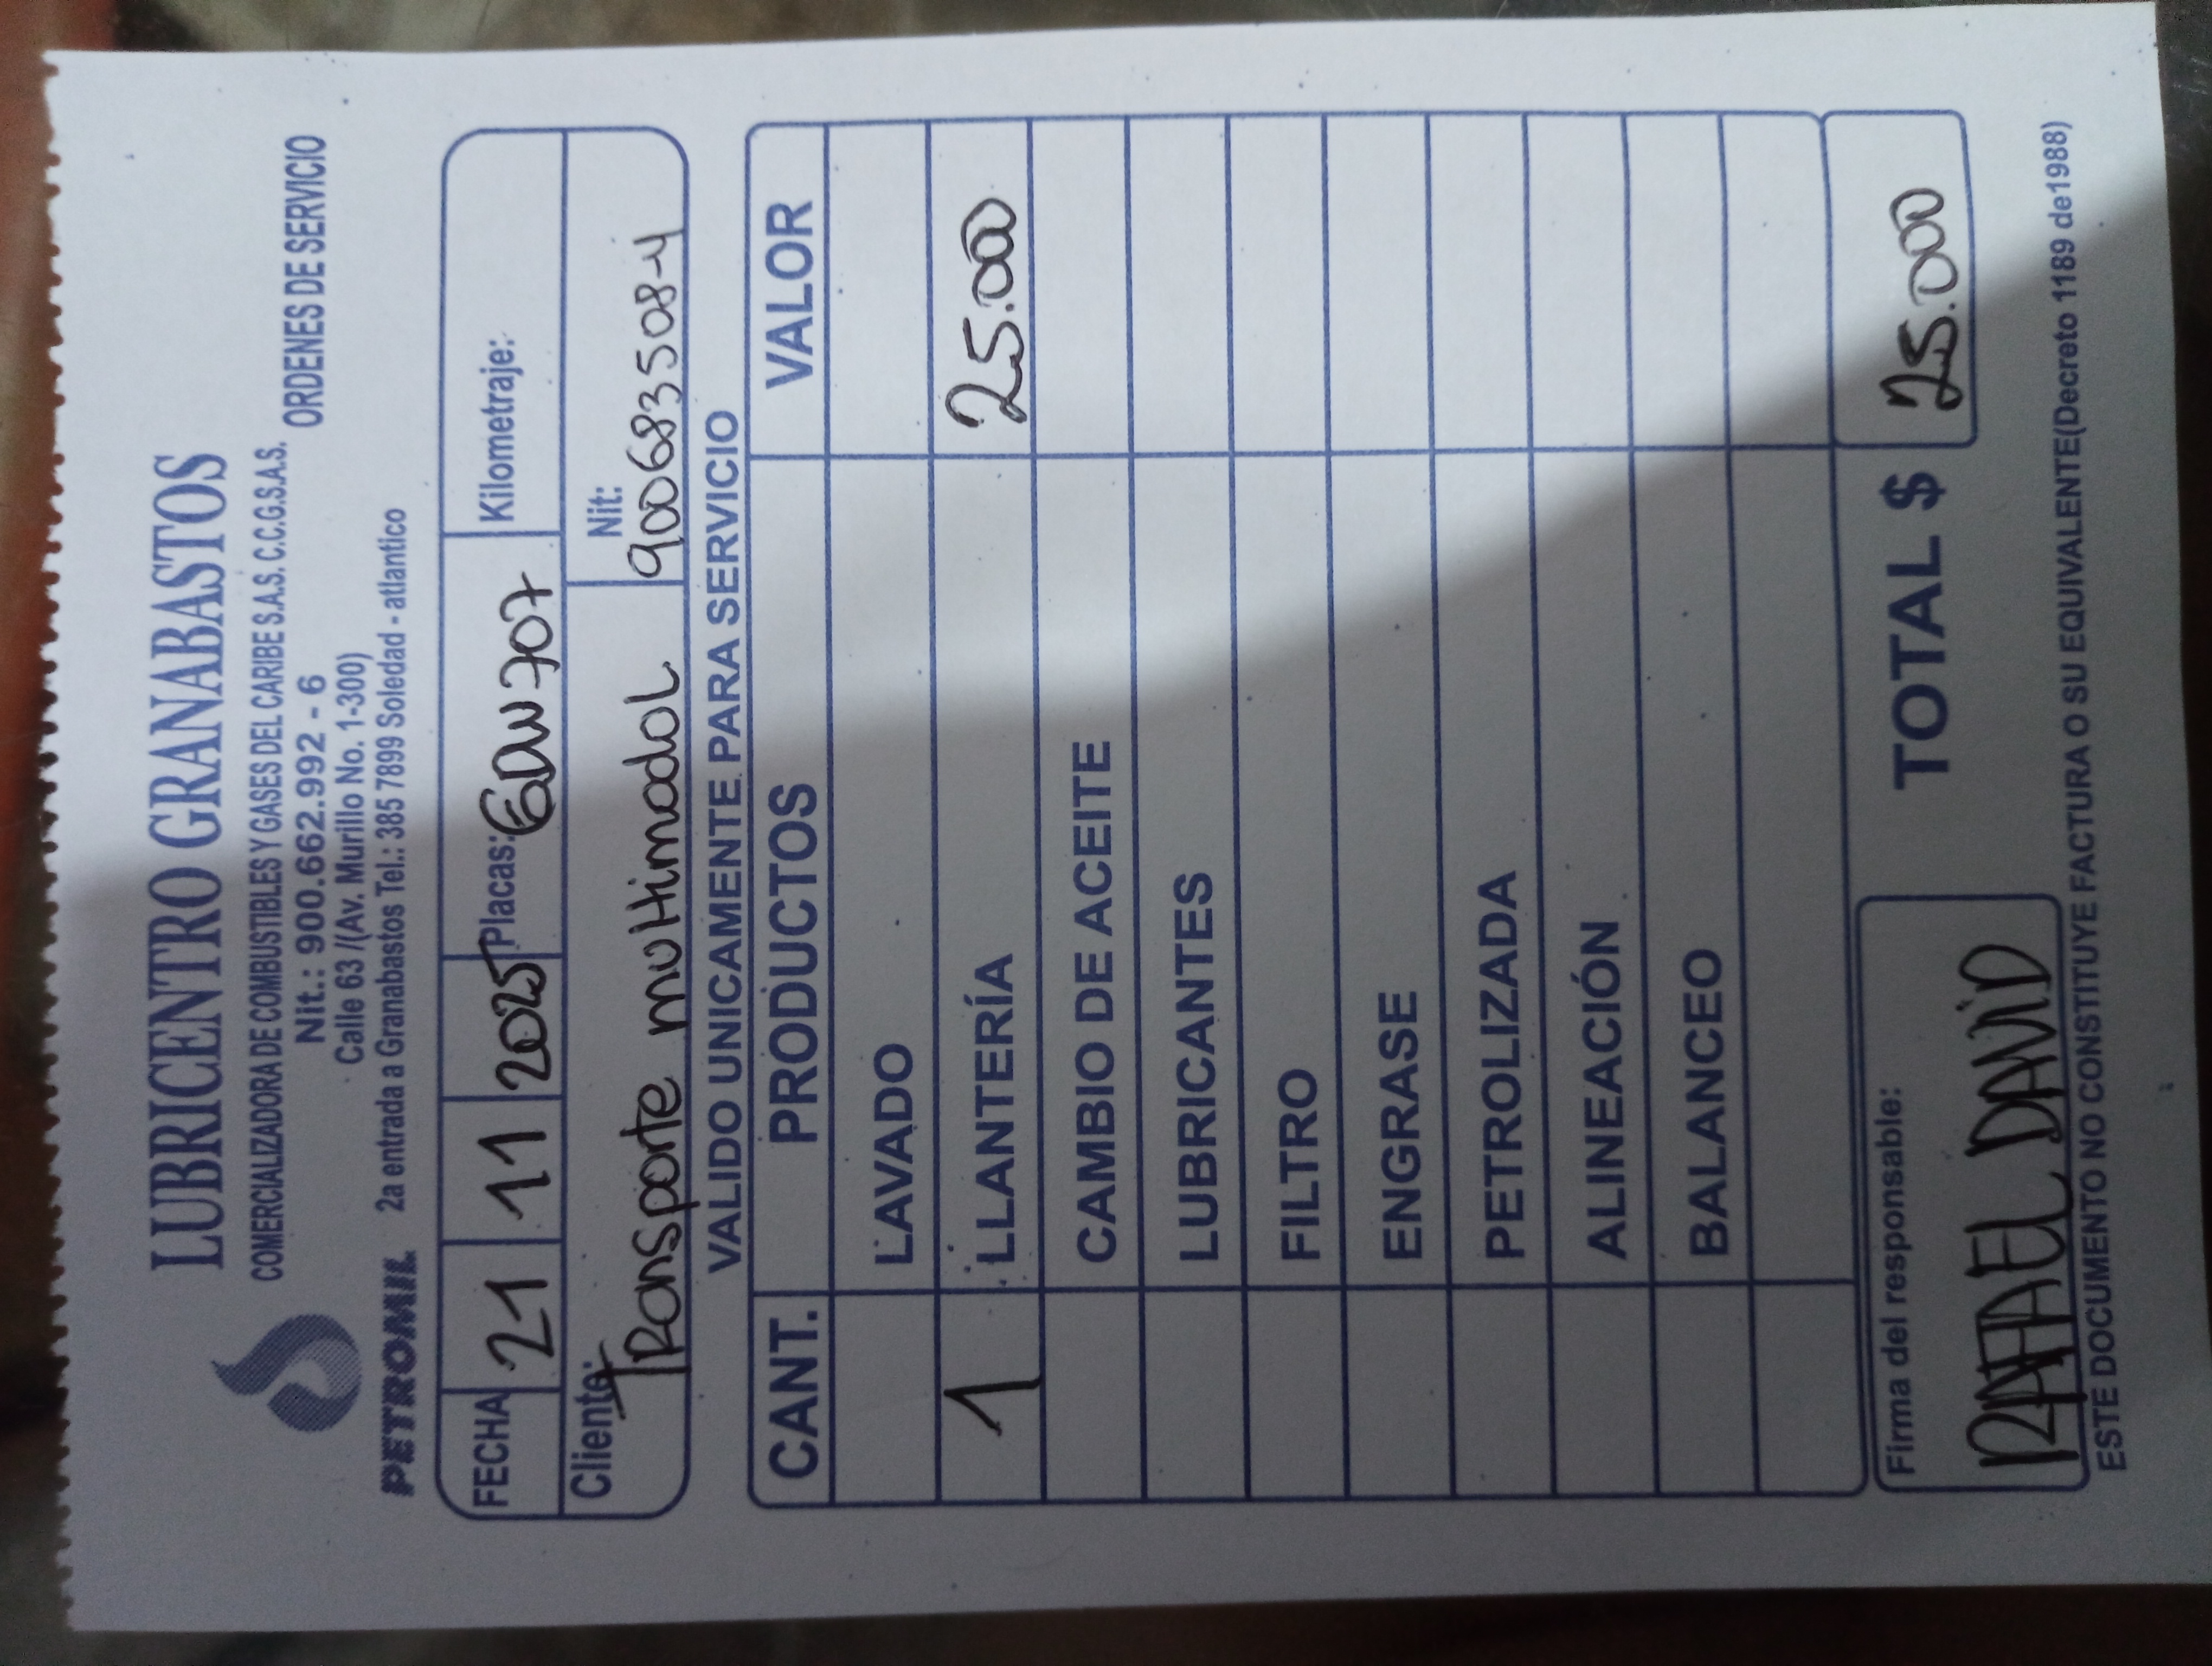 LUBRICENTRO GRANABASTOS
COMERCIALIZADORA DE COMBUSTIBLES Y GASES DEL CARIBE S.A.S. C.C.G.S.A.S.
Nit.: 900.662.992 - 6
ORDENES DE SERVICIO
Calle 63 /(Av. Murillo No. 1-300)
PETROMIL 2a entrada a Granabastos Tel.: 385 7899 Soledad - atlantico
FECHA 21 11 2025 Placas: EQW707 Kilometraje:
Cliente: Transporte multimodal Nit: 900683508-4
VALIDO UNICAMENTE PARA SERVICIO
CANT. PRODUCTOS VALOR
LAVADO
1 LLANTERÍA 25.000
CAMBIO DE ACEITE
LUBRICANTES
FILTRO
ENGRASE
PETROLIZADA
ALINEACIÓN
BALANCEO
Firma del responsable: TOTAL $ 25.000
RAFAEL DAVID
ESTE DOCUMENTO NO CONSTITUYE FACTURA O SU EQUIVALENTE(Decreto 1189 de1988)